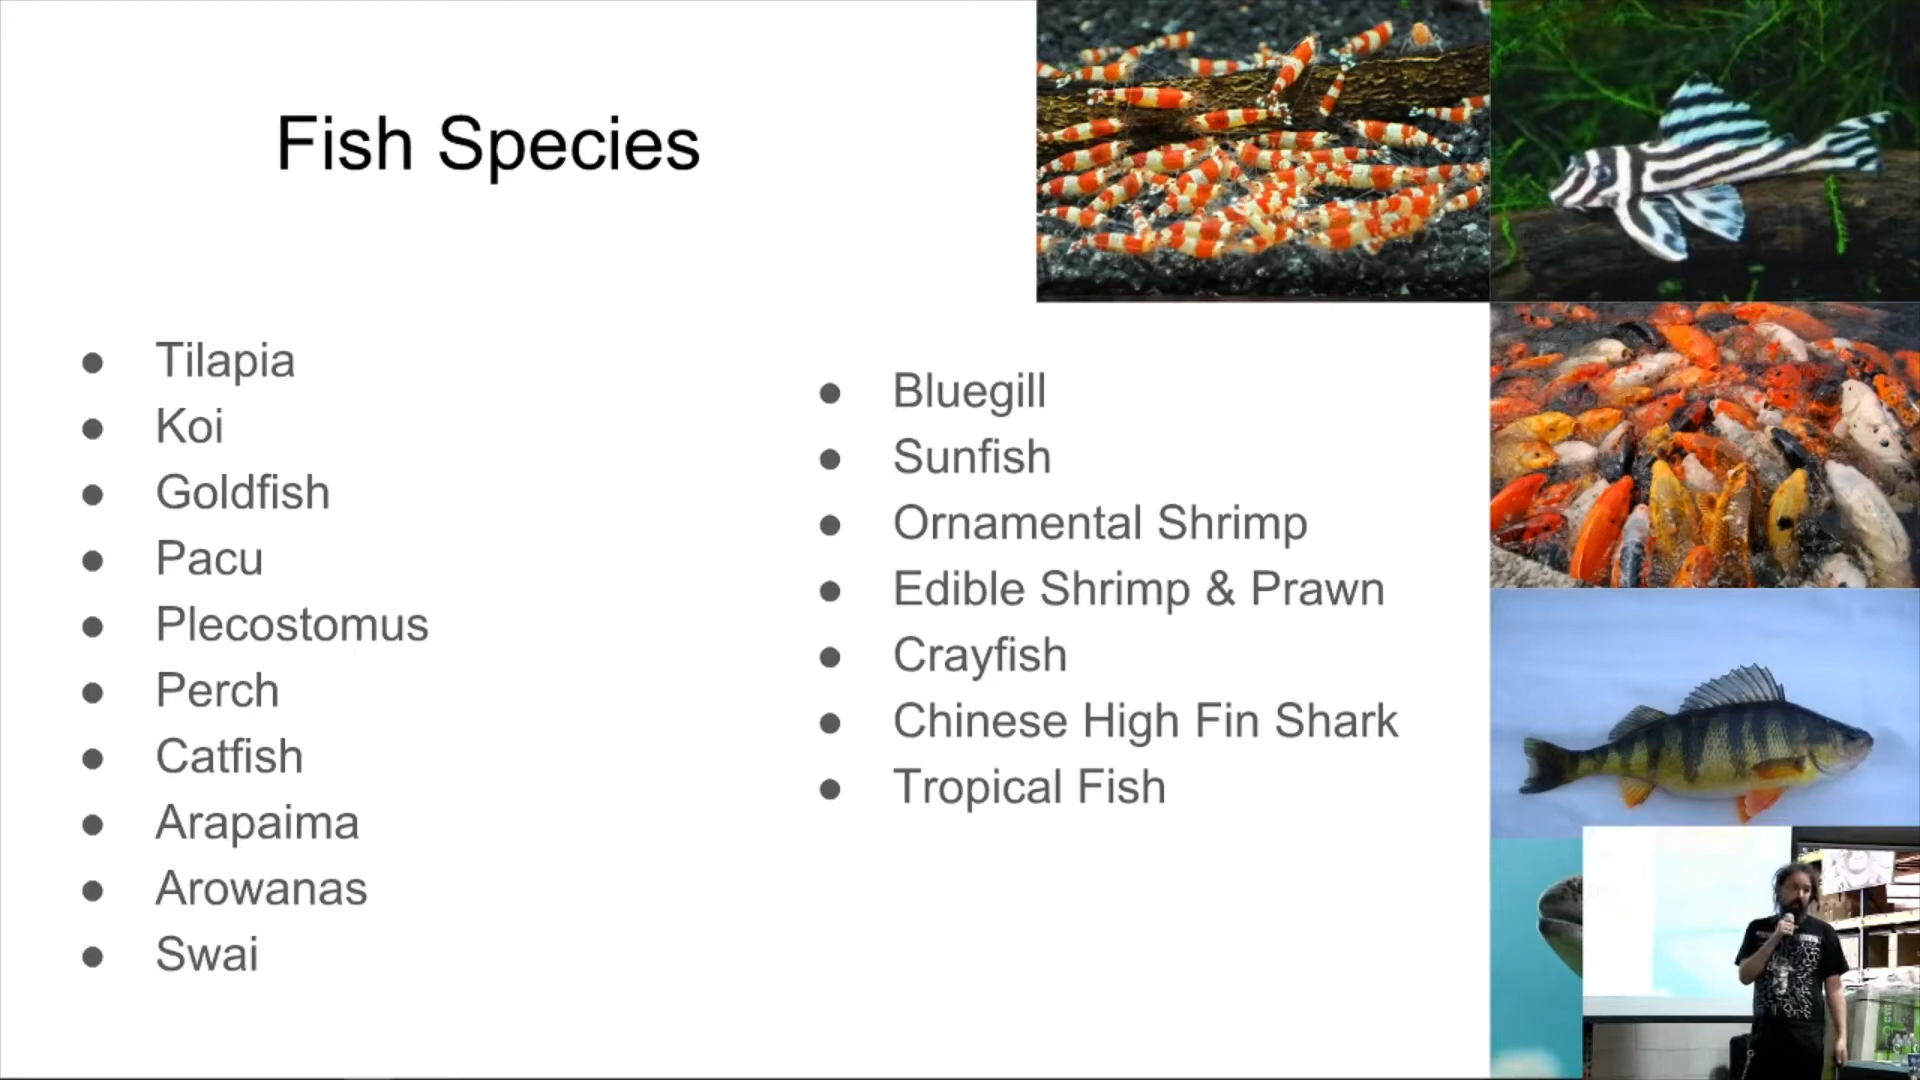 Fish Species
● Tilapia
● Koi
● Goldfish
● Pacu
● Plecostomus
● Perch
● Catfish
● Arapaima
● Arowanas
● Swai
● Bluegill
● Sunfish
● Ornamental Shrimp
● Edible Shrimp & Prawn
● Crayfish
● Chinese High Fin Shark
● Tropical Fish